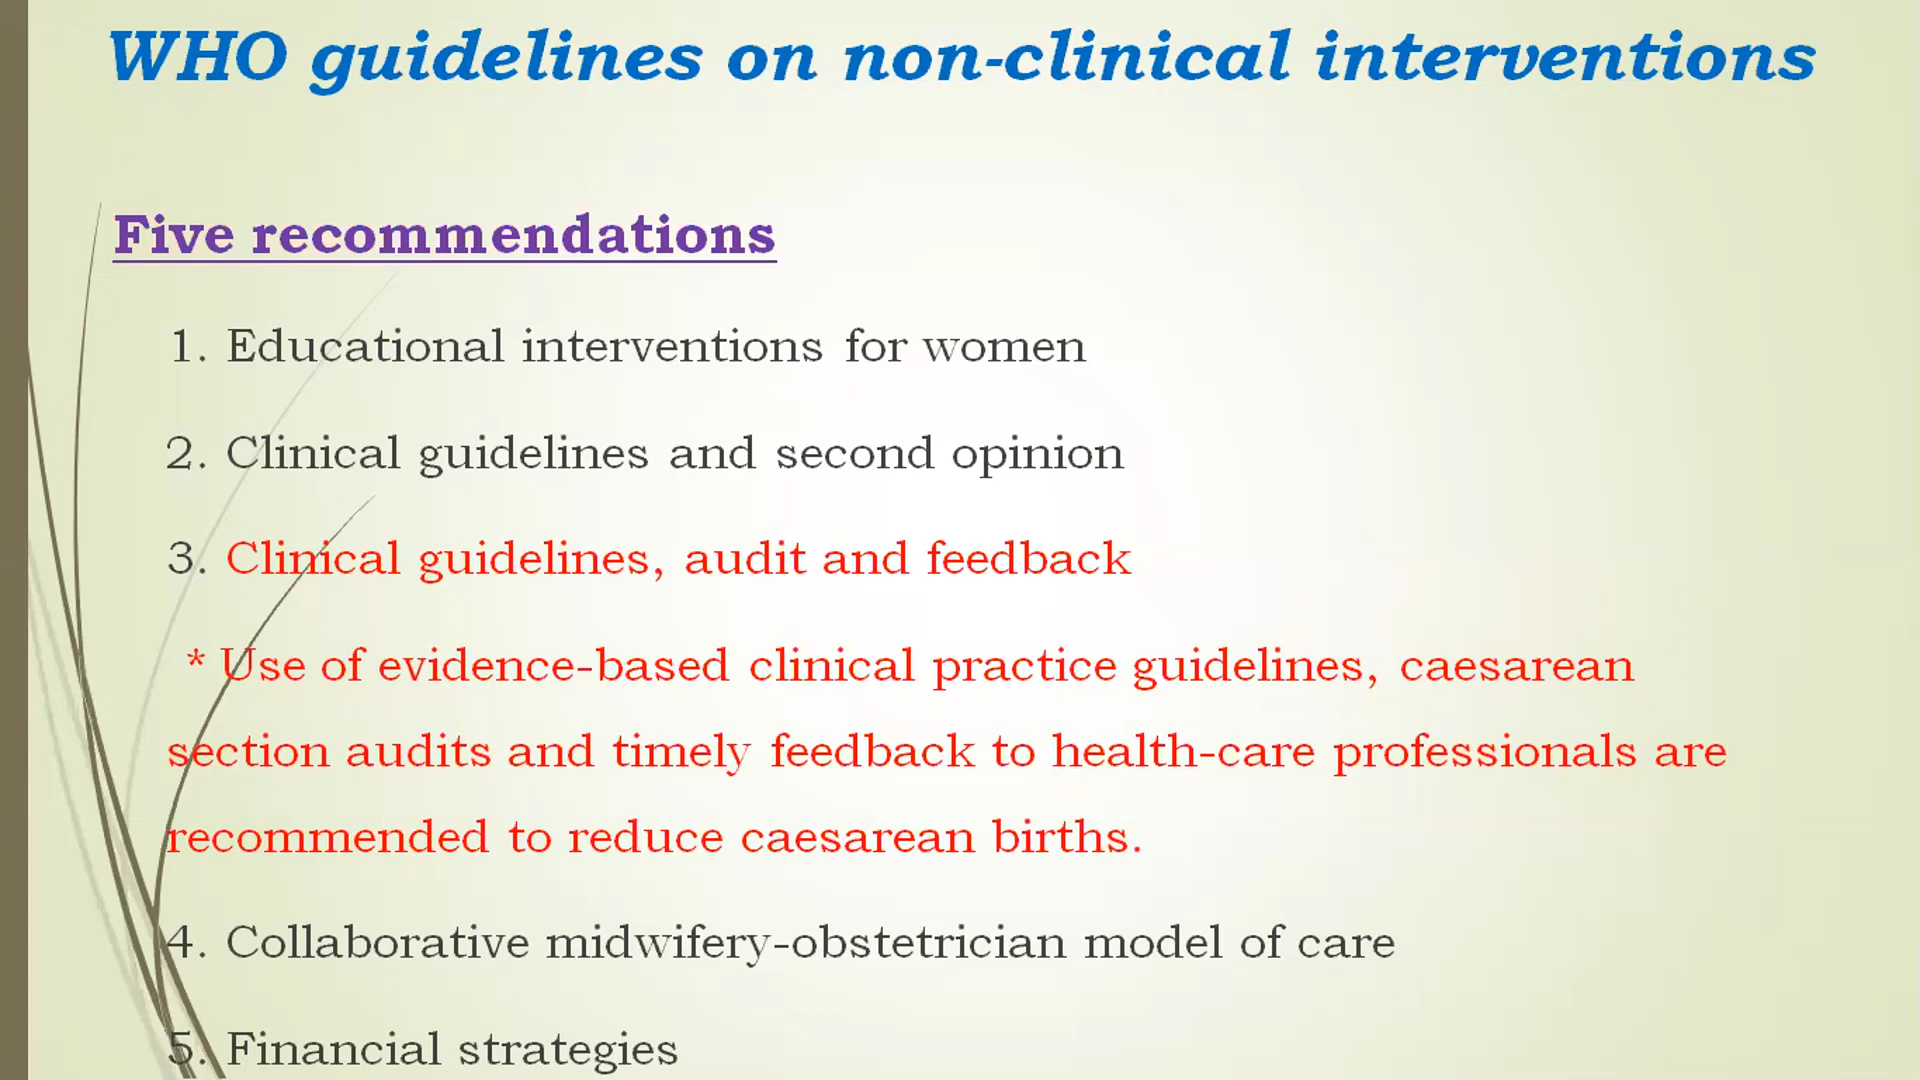 WHO guidelines on non-clinical interventions
Five recommendations
1. Educational interventions for women
2. Clinical guidelines and second opinion
3. Clinical guidelines, audit and feedback
* Use of evidence-based clinical practice guidelines, caesarean
section audits and timely feedback to health-care professionals are
recommended to reduce caesarean births.
4. Collaborative midwifery-obstetrician model of care
5. Financial strategies